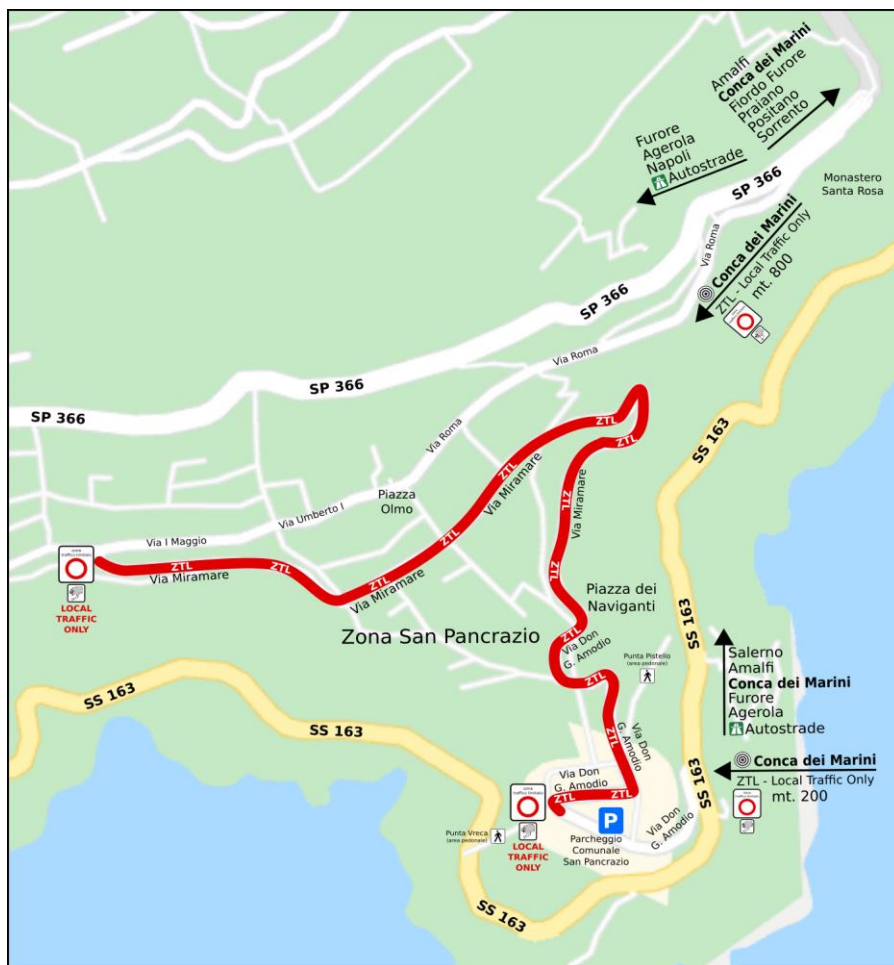 Amalfi
Conca dei Marini
Fiordo Furore
Praiano
Positano
Sorrento
Furore
Agerola
Napoli
Autostrade
SP 366
Monastero
Santa Rosa
Via Roma
Conca dei Marini
ZTL - Local Traffic Only
mt. 800
SP 366
Via Roma
SP 366
SP 366
SS 163
ZTL
ZTL
Via Roma
Via Miramare
ZTL
Via Miramare
Piazza
Olmo
Via Umberto I
ZTL
Via I Maggio
ZTL
ZTL
Via Miramare
LOCAL
TRAFFIC
ONLY
ZTL
ZTL
Via Miramare
Piazza dei
Naviganti
SS 163
Zona San Pancrazio
ZTL
Via Don
G. Amodio
Punta Pistello
(area pedonale)
ZTL
SS 163
SS 163
Salerno
Amalfi
Conca dei Marini
Furore
Agerola
Autostrade
ZTL
Via Don
G. Amodio
Conca dei Marini
ZTL - Local Traffic Only
mt. 200
SS 163
Via Don
G. Amodio
ZTL
ZTL
P
Via Don
G. Amodio
Punta Vreca
(area pedonale)
LOCAL
TRAFFIC
ONLY
Parcheggio
Comunale
San Pancrazio
SS 163